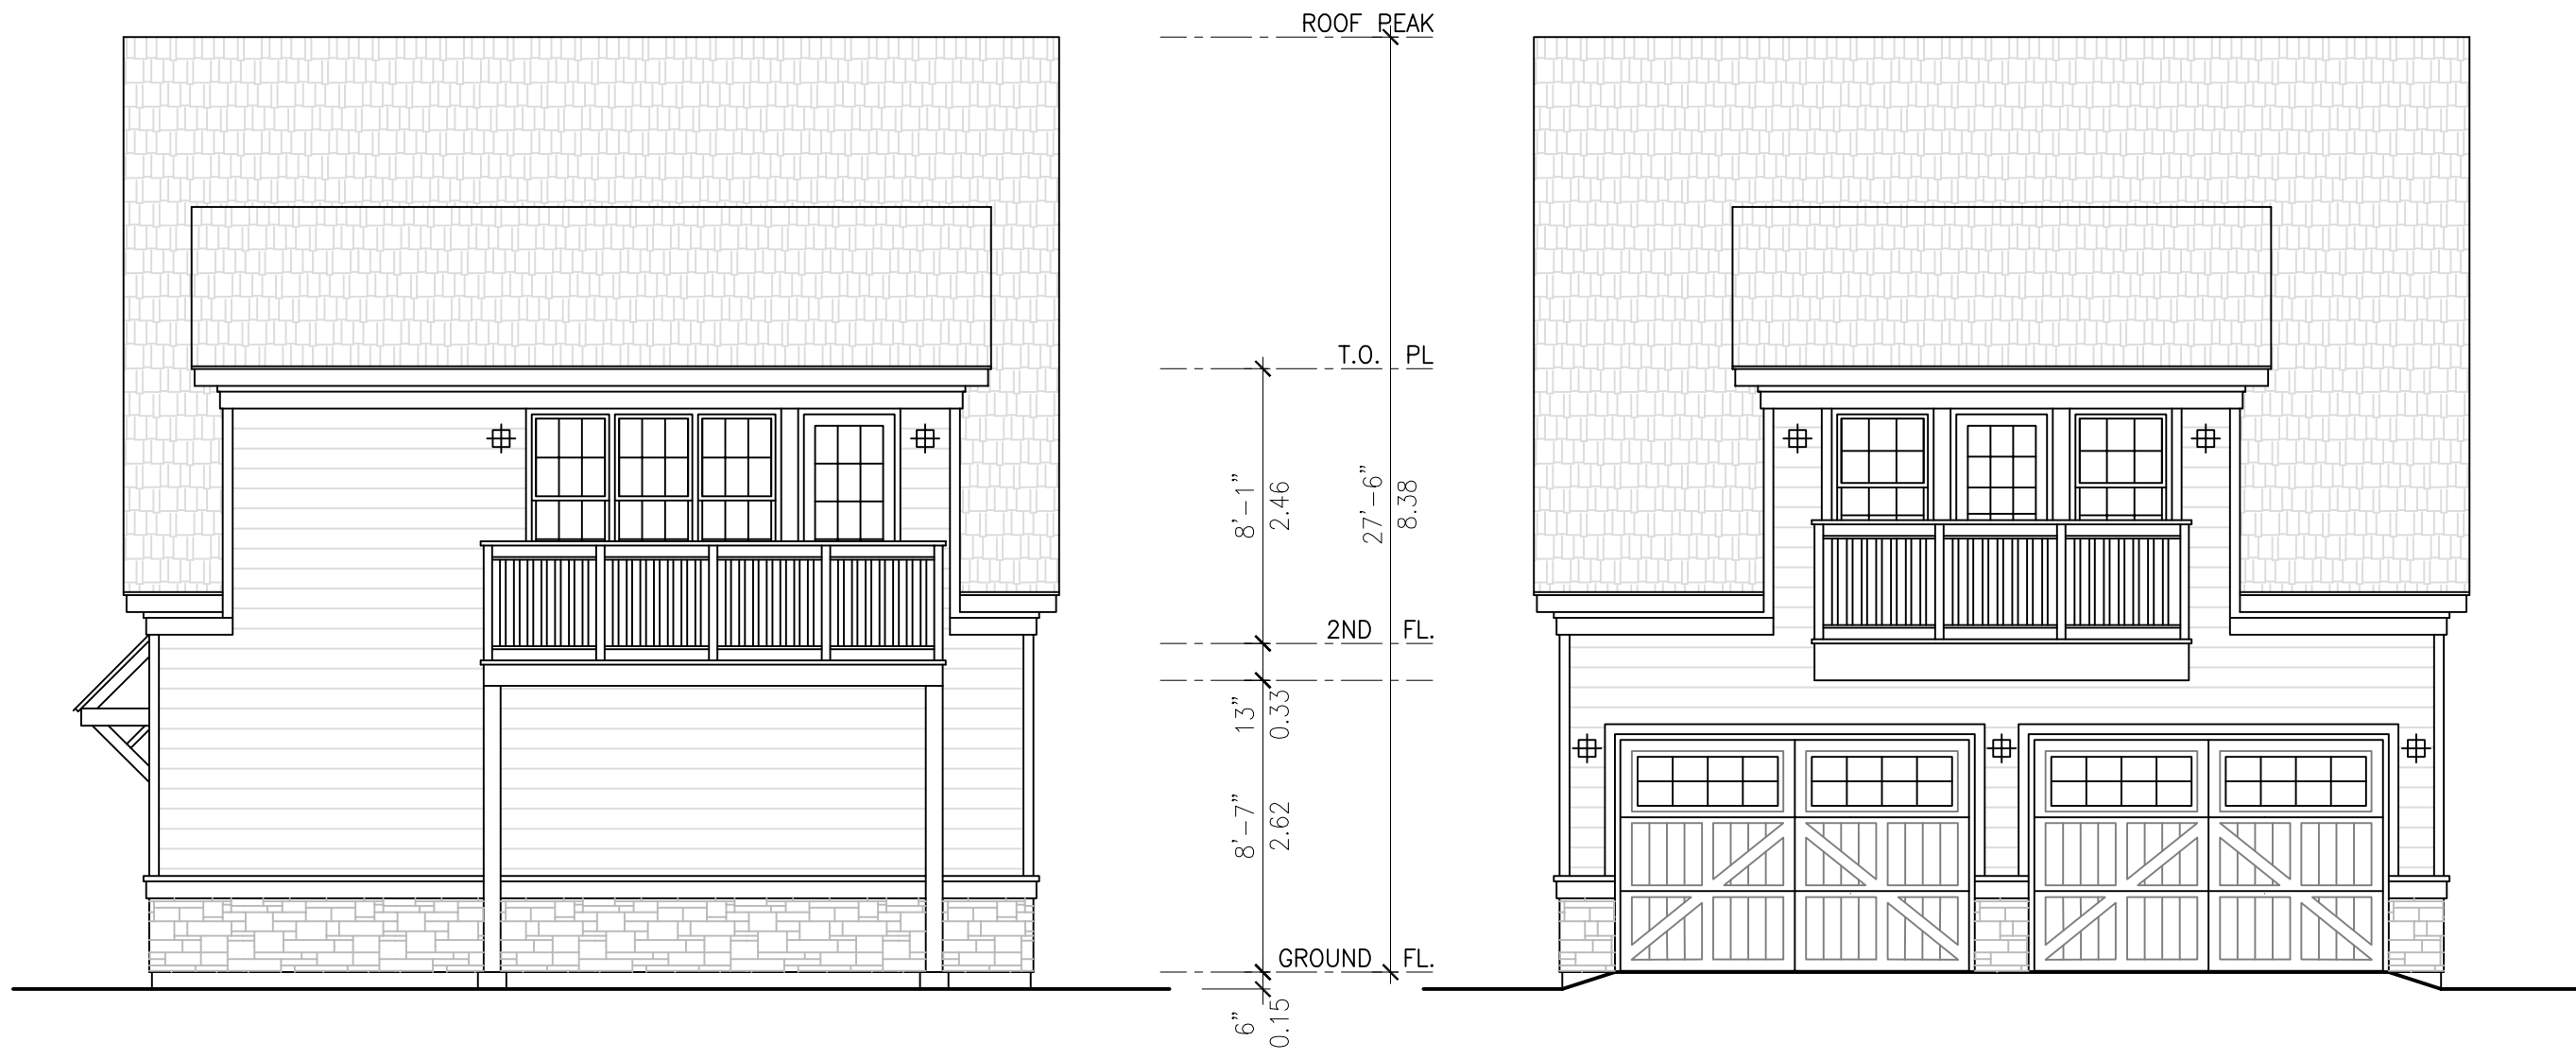 ROOF PEAK
T.O. PL
8'-1"
2.46
27'-6"
8.38
2ND FL.
13"
0.33
8'-7"
2.62
GROUND FL.
6"
0.15